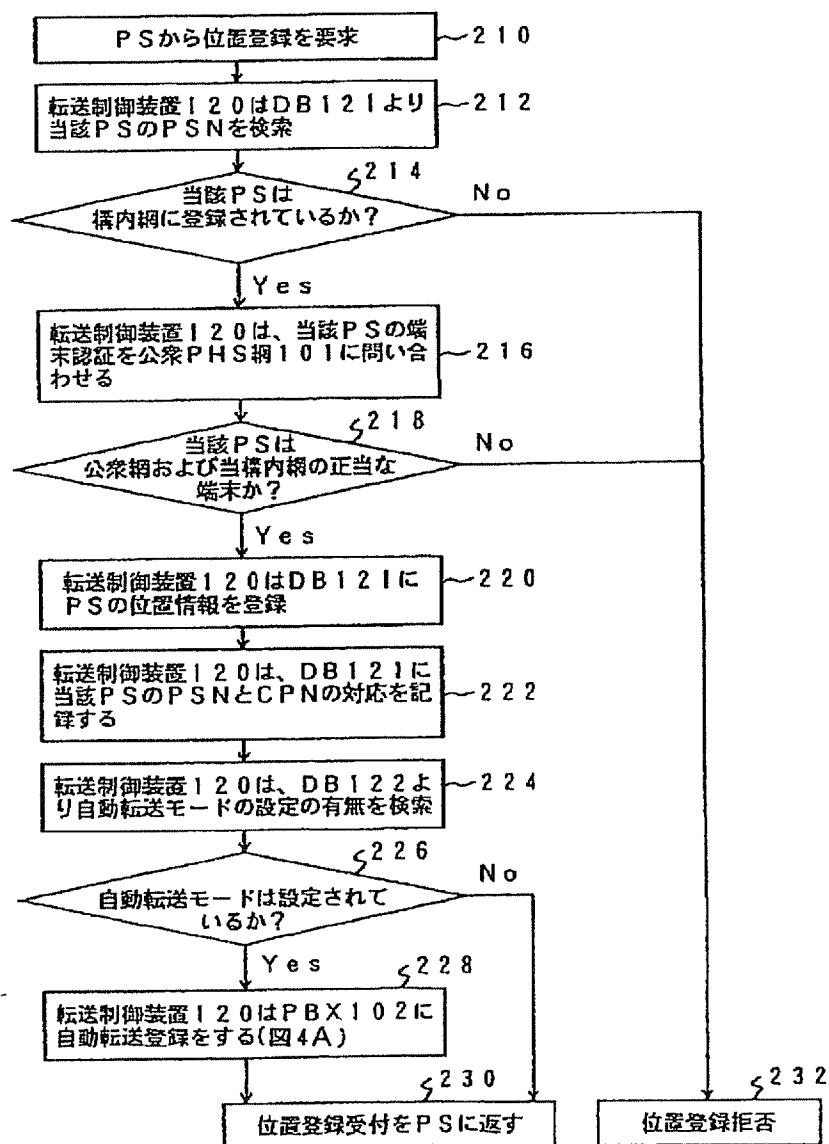 PSから位置登録を要求
210
転送制御装置120はDB121より
当該PSのPSNを検索
212
214
当該PSは
構内網に登録されているか?
No
Yes
転送制御装置120は、当該PSの端
末認証を公衆PHS網101に問い合
わせる
216
218
当該PSは
公衆網および当構内網の正当な
端末か?
No
Yes
転送制御装置120はDB121に
PSの位置情報を登録
220
転送制御装置120は、DB121に
当該PSのPSNとCPNの対応を記
録する
222
転送制御装置120は、DB122よ
り自動転送モードの設定の有無を検索
224
226
自動転送モードは設定されて
いるか?
No
Yes
228
転送制御装置120はPBX102に
自動転送登録をする(図4A)
230
位置登録受付をPSに返す
232
位置登録拒否